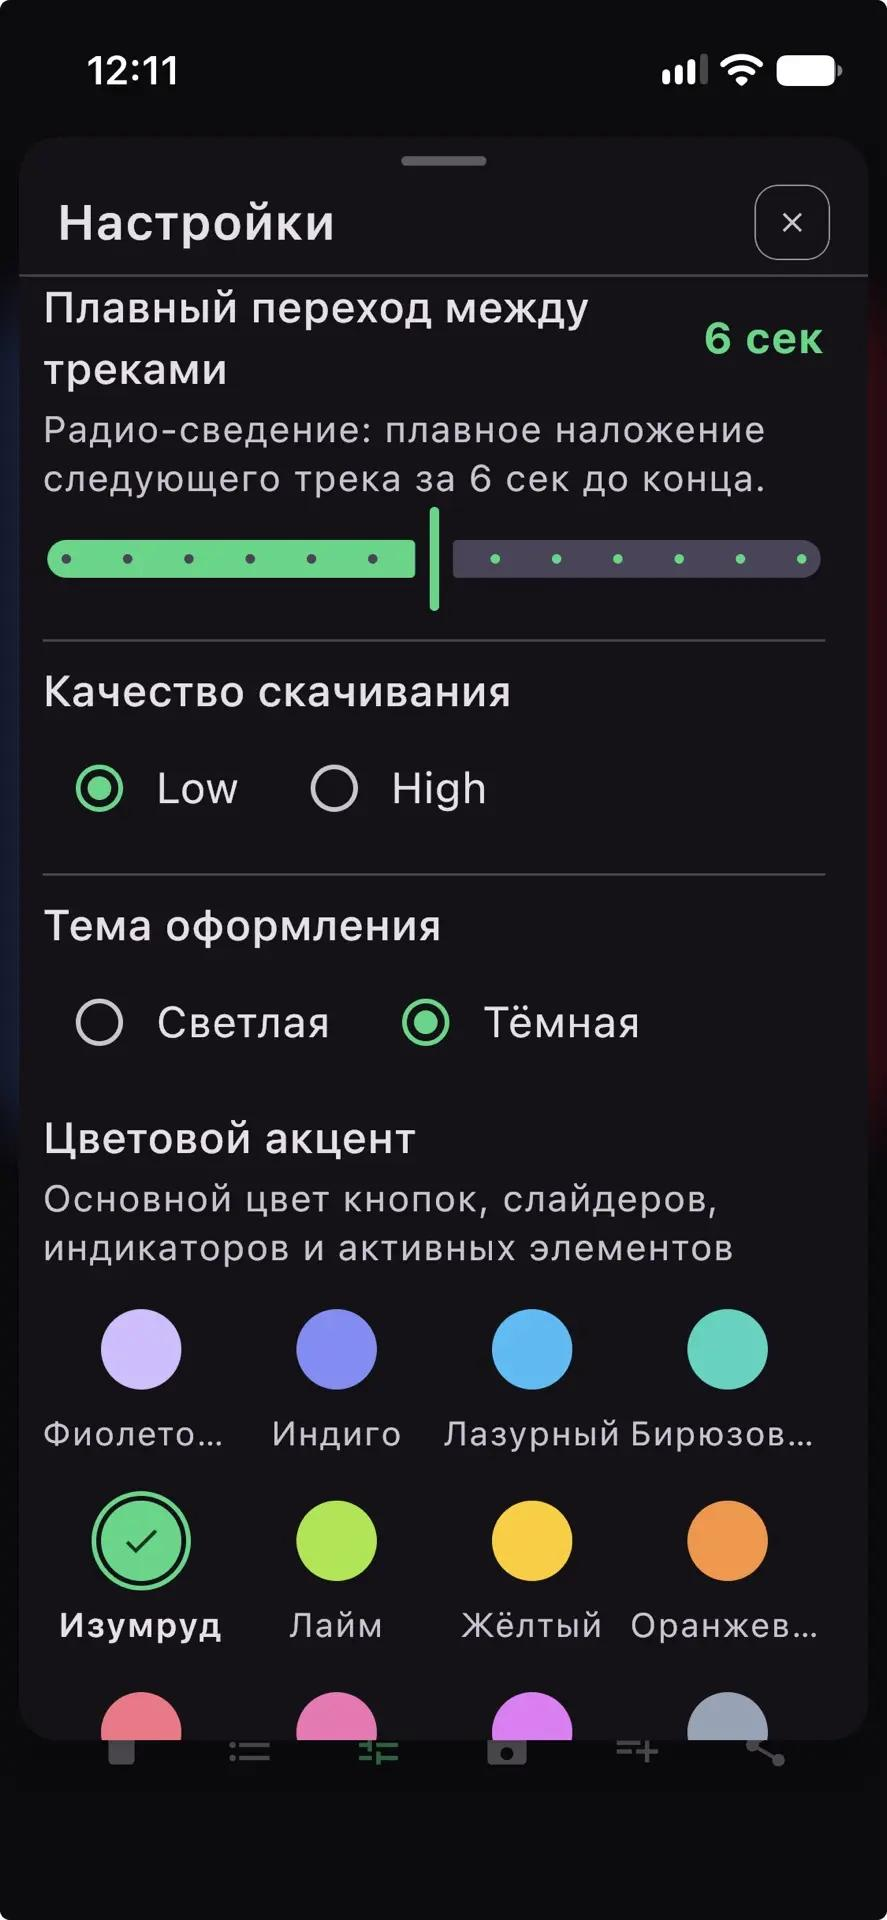 12:11
Настройки
Плавный переход между
треками
6 сек
Радио-сведение: плавное наложение
следующего трека за 6 сек до конца.
Качество скачивания
Low High
Тема оформления
Светлая Тёмная
Цветовой акцент
Основной цвет кнопок, слайдеров,
индикаторов и активных элементов
Фиолето... Индиго Лазурный Бирюзов...
Изумруд Лайм Жёлтый Оранжев...